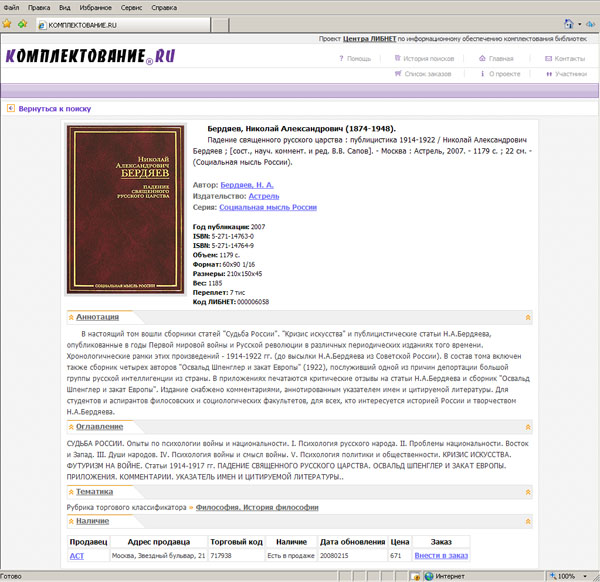 Файл Правка Вид Избранное Сервис Справка
КОМПЛЕКТОВАНИЕ.RU
Проект Центра ЛИБНЕТ по информационному обеспечению комплектования библиотек
КОМПЛЕКТОВАНИЕ®RU
? Помощь История поисков Главная Контакты
Список заказов О проекте Участники
Вернуться к поиску
НИКОЛАЙ
АЛЕКСАНДРОВИЧ
БЕРДЯЕВ
ПАДЕНИЕ
СВЯЩЕННОГО
РУССКОГО ЦАРСТВА
СОЦИАЛЬНАЯ МЫСЛЬ РОССИИ
Бердяев, Николай Александрович (1874-1948).
Падение священного русского царства : публицистика 1914-1922 / Николай Александрович
Бердяев ; [сост., науч. коммент. и ред. В.В. Сапов]. - Москва : Астрель, 2007. - 1179 с. ; 22 см. -
(Социальная мысль России).
Автор: Бердяев, Н. А.
Издательство: Астрель
Серия: Социальная мысль России
Год публикации: 2007
ISBN: 5-271-14763-0
ISBN: 5-271-14764-9
Объем: 1179 с.
Формат: 60x90 1/16
Размеры: 210x150x45
Вес: 1185
Переплет: 7 тис
Код ЛИБНЕТ: 000006058
Аннотация
В настоящий том вошли сборники статей "Судьба России". "Кризис искусства" и публицистические статьи Н.А.Бердяева,
опубликованные в годы Первой мировой войны и Русской революции в различных периодических изданиях того времени.
Хронологические рамки этих произведений - 1914-1922 гг. (до высылки Н.А.Бердяева из Советской России). В состав тома включен
также сборник четырех авторов "Освальд Шпенглер и закат Европы" (1922), послуживший одной из причин депортации большой
группы русской интеллигенции из страны. В приложениях печатаются критические отзывы на статьи Н.А.Бердяева и сборник "Освальд
Шпенглер и закат Европы". Издание снабжено комментариями, аннотированным указателем имен и цитируемой литературы. Для
студентов и аспирантов филосовских и социологических факультетов, для всех, кто интересуется историей России и творчеством
Н.А.Бердяева.
Оглавление
СУДЬБА РОССИИ. Опыты по психологии войны и национальности. I. Психология русского народа. II. Проблемы национальности. Восток
и Запад. III. Души народов. IV. Психология войны и смысл войны. V. Психология политики и общественности. КРИЗИС ИСКУССТВА.
ФУТУРИЗМ НА ВОЙНЕ. Статьи 1914-1917 гг. ПАДЕНИЕ СВЯЩЕННОГО РУССКОГО ЦАРСТВА. ОСВАЛЬД ШПЕНГЛЕР И ЗАКАТ ЕВРОПЫ.
ПРИЛОЖЕНИЯ. КОММЕНТАРИИ. УКАЗАТЕЛЬ ИМЕН И ЦИТИРУЕМОЙ ЛИТЕРАТУРЫ..
Тематика
Рубрика торгового классификатора » Философия. История философии
Наличие
Продавец Адрес продавца Торговый код Наличие Дата обновления Цена Заказ
АСТ Москва, Звездный бульвар, 21 717938 Есть в продаже 20080215 671 Внести в заказ
Готово Интернет 100%